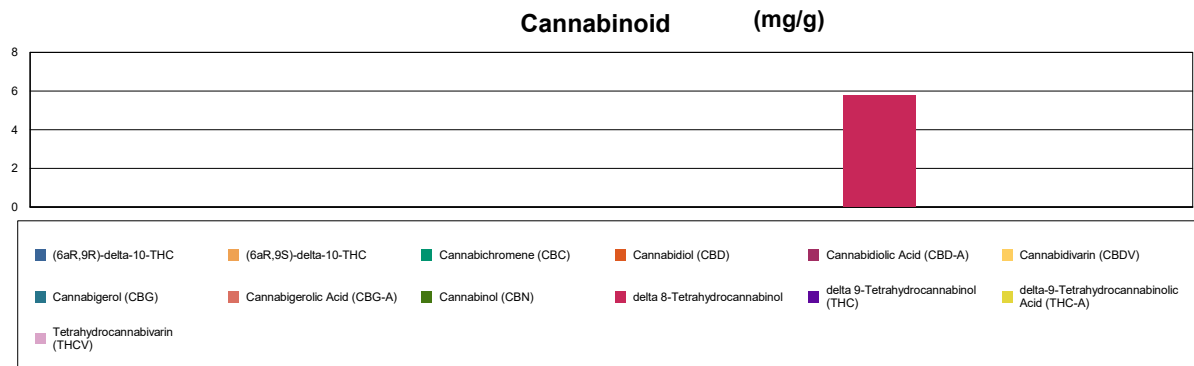 Cannabinoid (mg/g)
8
6
4
2
0
(6aR,9R)-delta-10-THC (6aR,9S)-delta-10-THC Cannabichromene (CBC) Cannabidiol (CBD) Cannabidiolic Acid (CBD-A) Cannabidivarin (CBDV)
Cannabigerol (CBG) Cannabigerolic Acid (CBG-A) Cannabinol (CBN) delta 8-Tetrahydrocannabinol delta 9-Tetrahydrocannabinol
(THC)
delta-9-Tetrahydrocannabinolic
Acid (THC-A)
Tetrahydrocannabivarin
(THCV)